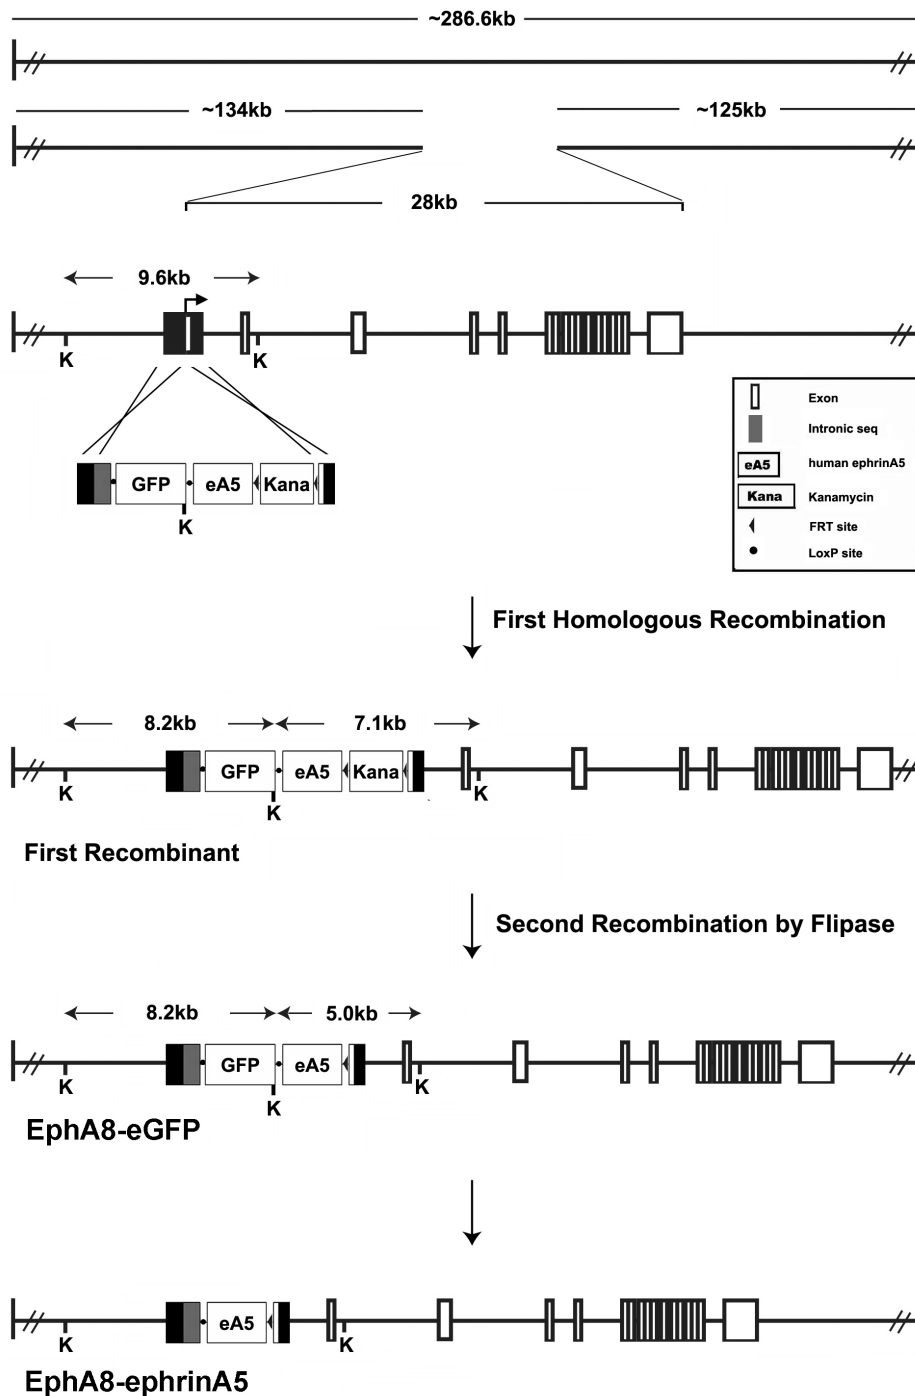 ~286.6kb
~134kb
~125kb
28kb
9.6kb
K
K
GFP
eA5
Kana
K
Exon
Intronic seq
eA5
human ephrinA5
Kana
Kanamycin
FRT site
LoxP site
First Homologous Recombination
8.2kb
7.1kb
GFP
eA5
Kana
K
K
K
First Recombinant
Second Recombination by Flipase
8.2kb
5.0kb
GFP
eA5
K
K
K
EphA8-eGFP
eA5
K
K
EphA8-ephrinA5